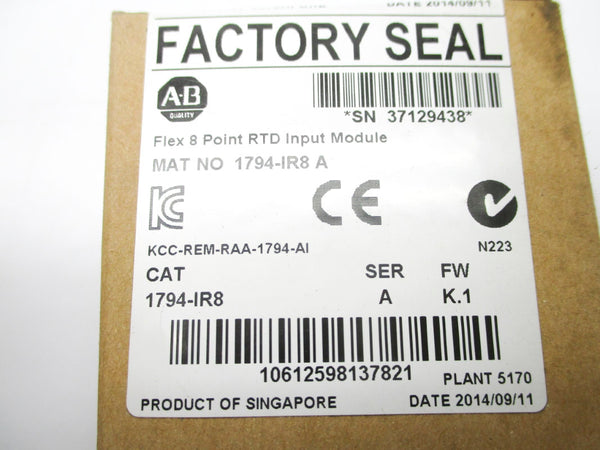 DATE 2014/09/11
FACTORY SEAL
A-B
QUALITY
*SN 37129438*
Flex 8 Point RTD Input Module
MAT NO 1794-IR8 A
KC
CE
KCC-REM-RAA-1794-AI
N223
CAT SER FW
1794-IR8 A K.1
10612598137821
PLANT 5170
PRODUCT OF SINGAPORE DATE 2014/09/11